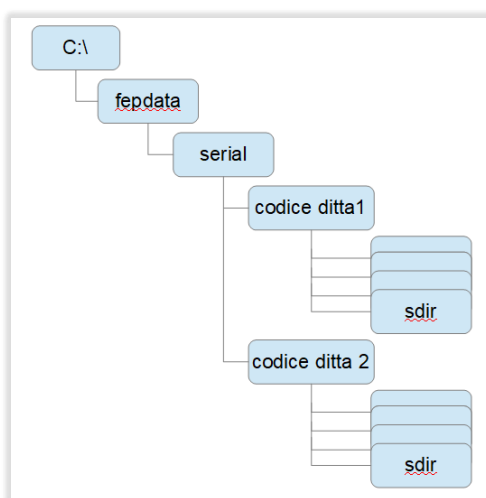 C:\
fepdata
serial
codice ditta1
sdir
codice ditta 2
sdir